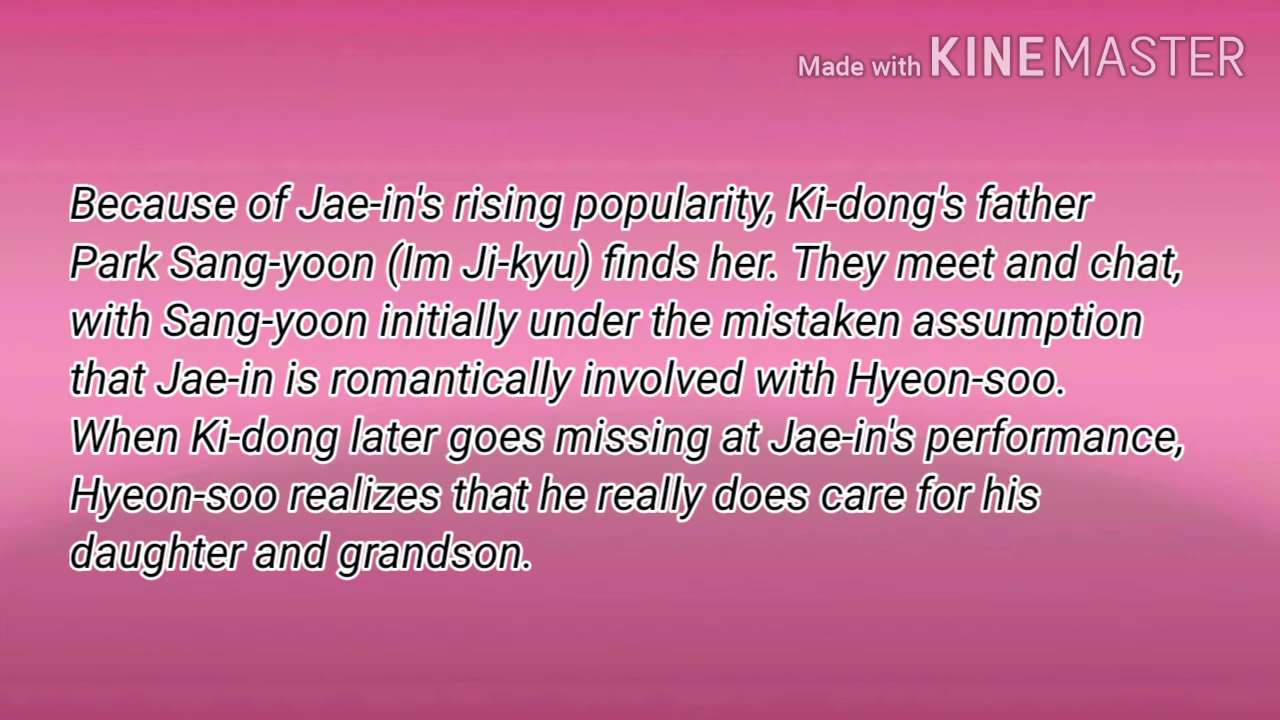 Made with KINEMASTER
Because of Jae-in's rising popularity, Ki-dong's father
Park Sang-yoon (Im Ji-kyu) finds her. They meet and chat,
with Sang-yoon initially under the mistaken assumption
that Jae-in is romantically involved with Hyeon-soo.
When Ki-dong later goes missing at Jae-in's performance,
Hyeon-soo realizes that he really does care for his
daughter and grandson.